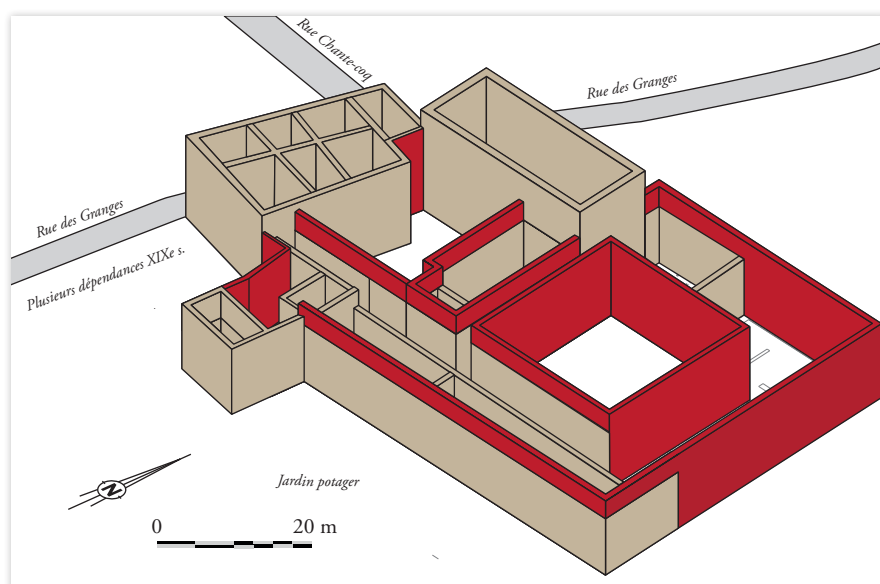 Rue Chante-coq
Rue des Granges
Rue des Granges
Plusieurs dépendances XIXe s.
Jardin potager
N
0 20 m